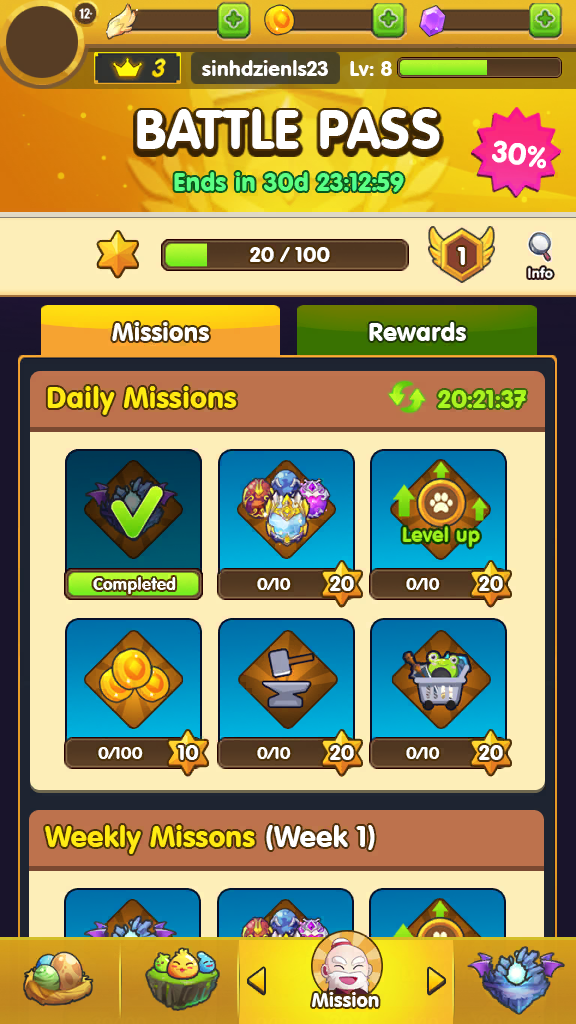 12+
3
sinhdzienls23
Lv: 8
BATTLE PASS
Ends in 30d 23:12:59
30%
20 / 100
1
Info
Missions
Rewards
Daily Missions
20:21:37
Completed
0/10
20
Level up
0/10
20
0/100
10
0/10
20
0/10
20
Weekly Missons (Week 1)
Mission